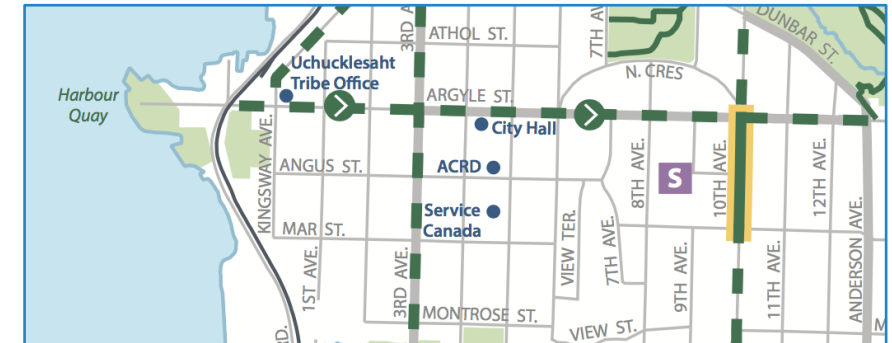 3RD A
ATHOL ST.
7TH AV
DUNBAR ST.
Uchucklesaht
Tribe Office
N. CRES
Harbour
Quay
ARGYLE ST.
City Hall
KINGSWAY AVE.
ANGUS ST.
ACRD
8TH AVE.
S
10TH AVE.
12TH AVE.
Service
Canada
MAR ST.
1ST AVE.
3RD AVE.
VIEW TER.
7TH AVE.
9TH AVE.
11TH AVE.
ANDERSON AVE.
MONTROSE ST.
VIEW ST.
RD.
M